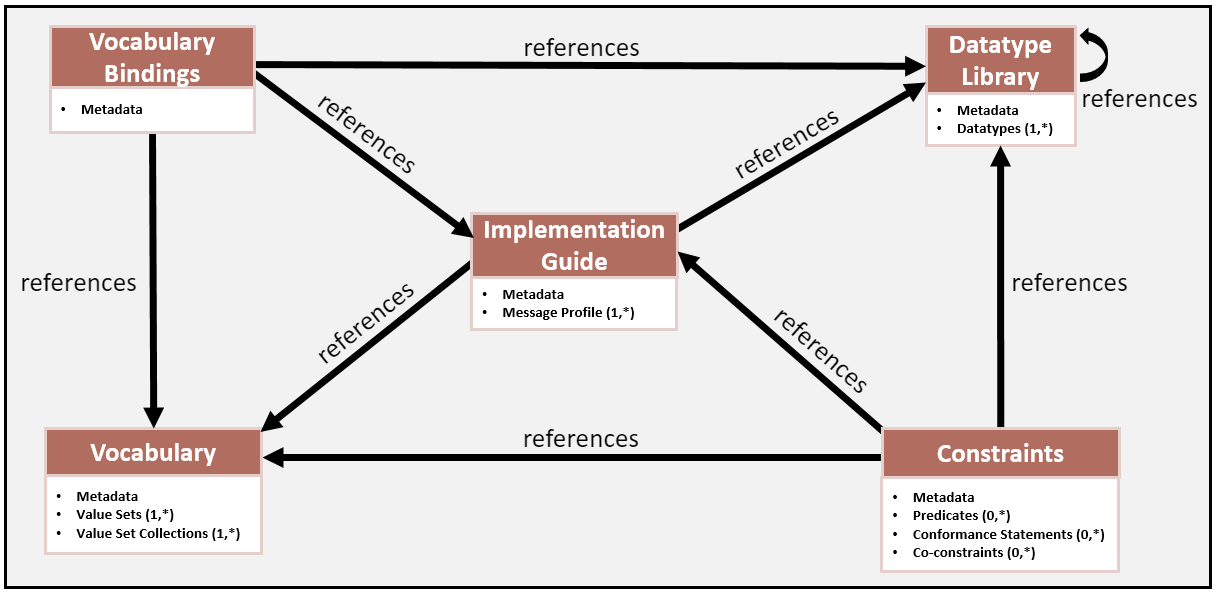 Vocabulary
Bindings
• Metadata
references
Datatype
Library
• Metadata
• Datatypes (1,*)
references
references
references
Implementation
Guide
• Metadata
• Message Profile (1,*)
references
references
references
references
references
Vocabulary
• Metadata
• Value Sets (1,*)
• Value Set Collections (1,*)
Constraints
• Metadata
• Predicates (0,*)
• Conformance Statements (0,*)
• Co-constraints (0,*)